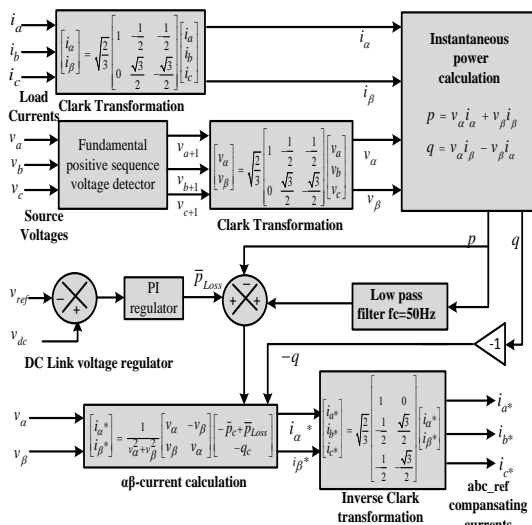 i_a
i_b
i_c
Load
Currents
[i_α i_β] = √(2/3) [1 -1/2 -1/2; 0 √3/2 -√3/2] [i_a i_b i_c]
Clark Transformation
i_α
i_β
Instantaneous
power
calculation
p = v_α i_α + v_β i_β
q = v_α i_β − v_β i_α
v_a
v_b
v_c
Source
Voltages
Fundamental
positive sequence
voltage detector
v_a+1
v_b+1
v_c+1
[v_α v_β] = √(2/3) [1 -1/2 -1/2; 0 √3/2 -√3/2] [v_a v_b v_c]
Clark Transformation
v_α
v_β
p
q
v_ref
v_dc
-
+
PI
regulator
p̅_Loss
-
+
+
Low pass
filter fc=50Hz
-1
DC Link voltage regulator
−q
v_α
v_β
[i_α* i_β*] = 1/(v_α²+v_β²) [v_α -v_β; v_β v_α] [-p̃_c+p̅_Loss; -q_c]
αβ-current calculation
i_α*
i_β*
[i_a* i_b* i_c*] = √(2/3) [1 0; -1/2 √3/2; -1/2 -√3/2] [i_α* i_β*]
Inverse Clark
transformation
i_a*
i_b*
i_c*
abc_ref
compansating
currents